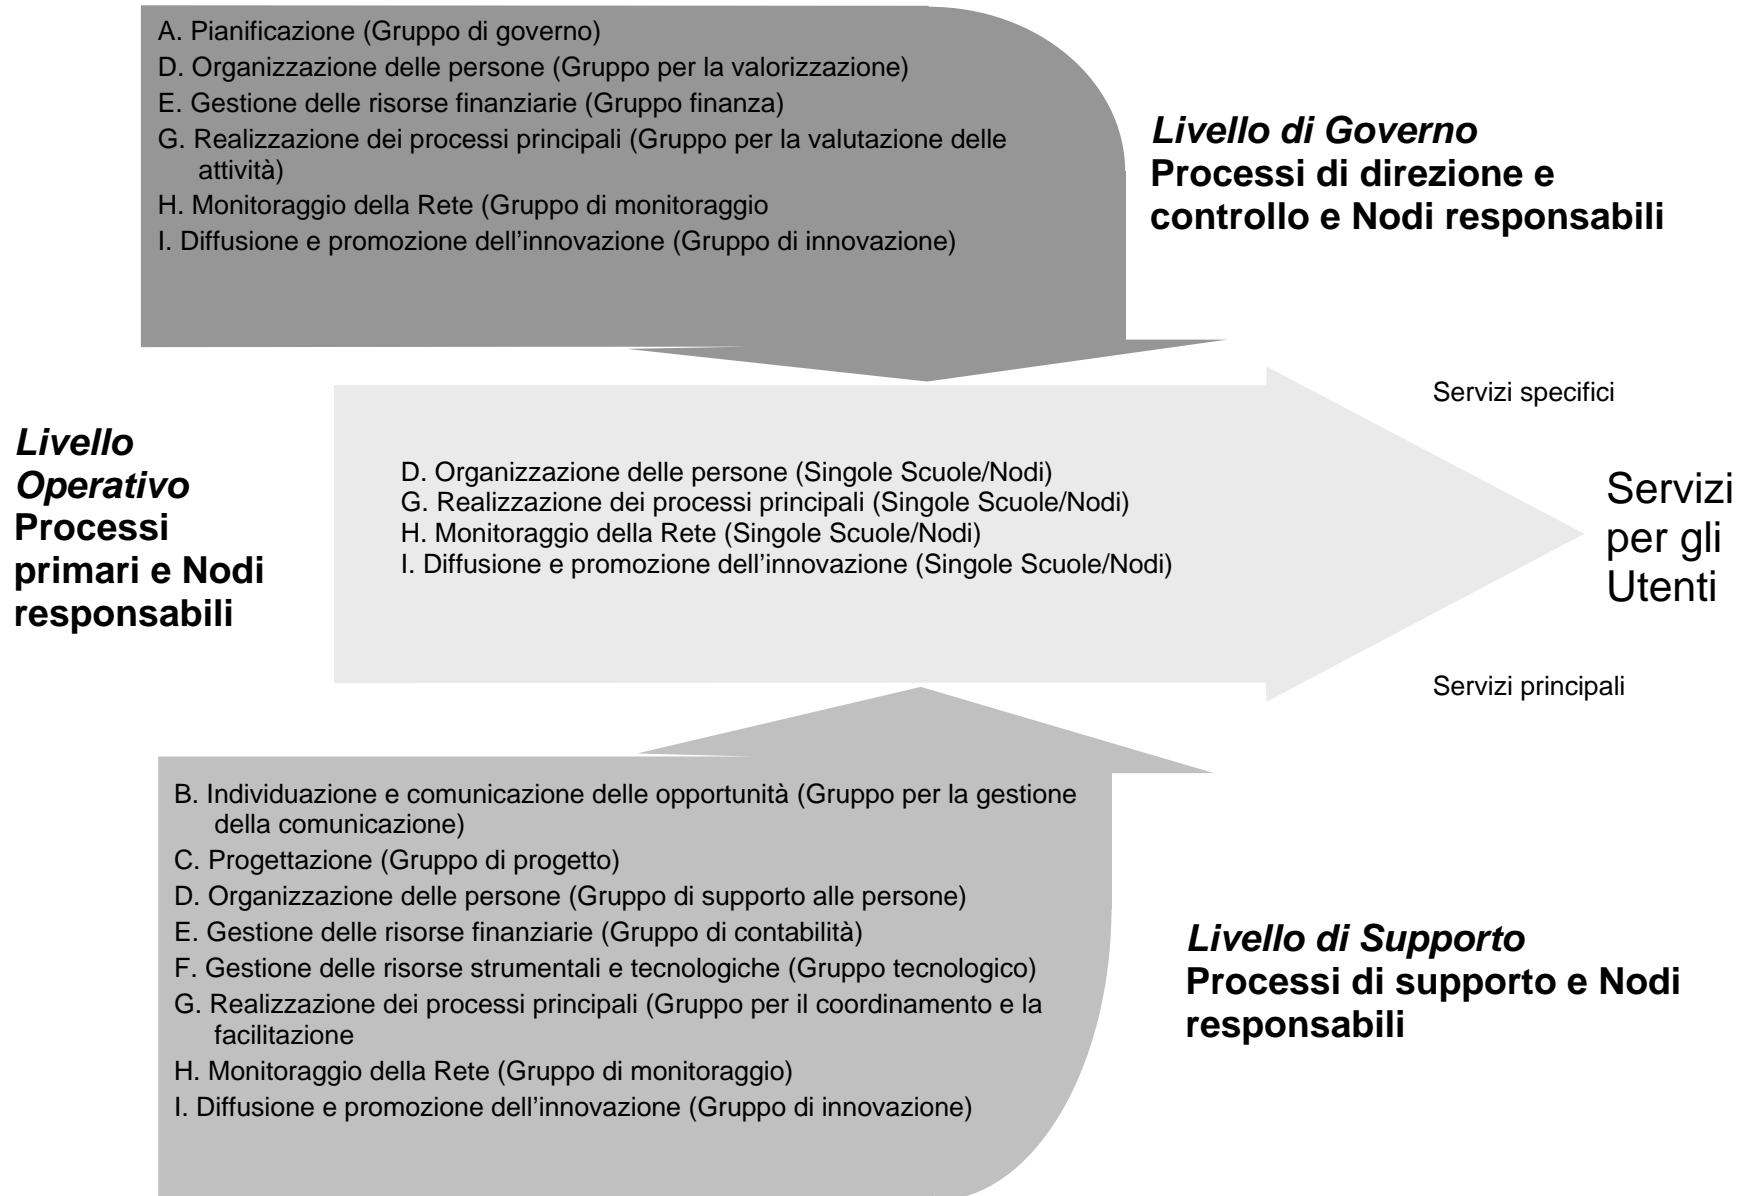 A. Pianificazione (Gruppo di governo)
D. Organizzazione delle persone (Gruppo per la valorizzazione)
E. Gestione delle risorse finanziarie (Gruppo finanza)
G. Realizzazione dei processi principali (Gruppo per la valutazione delle
attività)
H. Monitoraggio della Rete (Gruppo di monitoraggio
I. Diffusione e promozione dell’innovazione (Gruppo di innovazione)
Livello di Governo
Processi di direzione e
controllo e Nodi responsabili
Livello
Operativo
Processi
primari e Nodi
responsabili
D. Organizzazione delle persone (Singole Scuole/Nodi)
G. Realizzazione dei processi principali (Singole Scuole/Nodi)
H. Monitoraggio della Rete (Singole Scuole/Nodi)
I. Diffusione e promozione dell’innovazione (Singole Scuole/Nodi)
Servizi specifici
Servizi
per gli
Utenti
Servizi principali
B. Individuazione e comunicazione delle opportunità (Gruppo per la gestione
della comunicazione)
C. Progettazione (Gruppo di progetto)
D. Organizzazione delle persone (Gruppo di supporto alle persone)
E. Gestione delle risorse finanziarie (Gruppo di contabilità)
F. Gestione delle risorse strumentali e tecnologiche (Gruppo tecnologico)
G. Realizzazione dei processi principali (Gruppo per il coordinamento e la
facilitazione
H. Monitoraggio della Rete (Gruppo di monitoraggio)
I. Diffusione e promozione dell’innovazione (Gruppo di innovazione)
Livello di Supporto
Processi di supporto e Nodi
responsabili